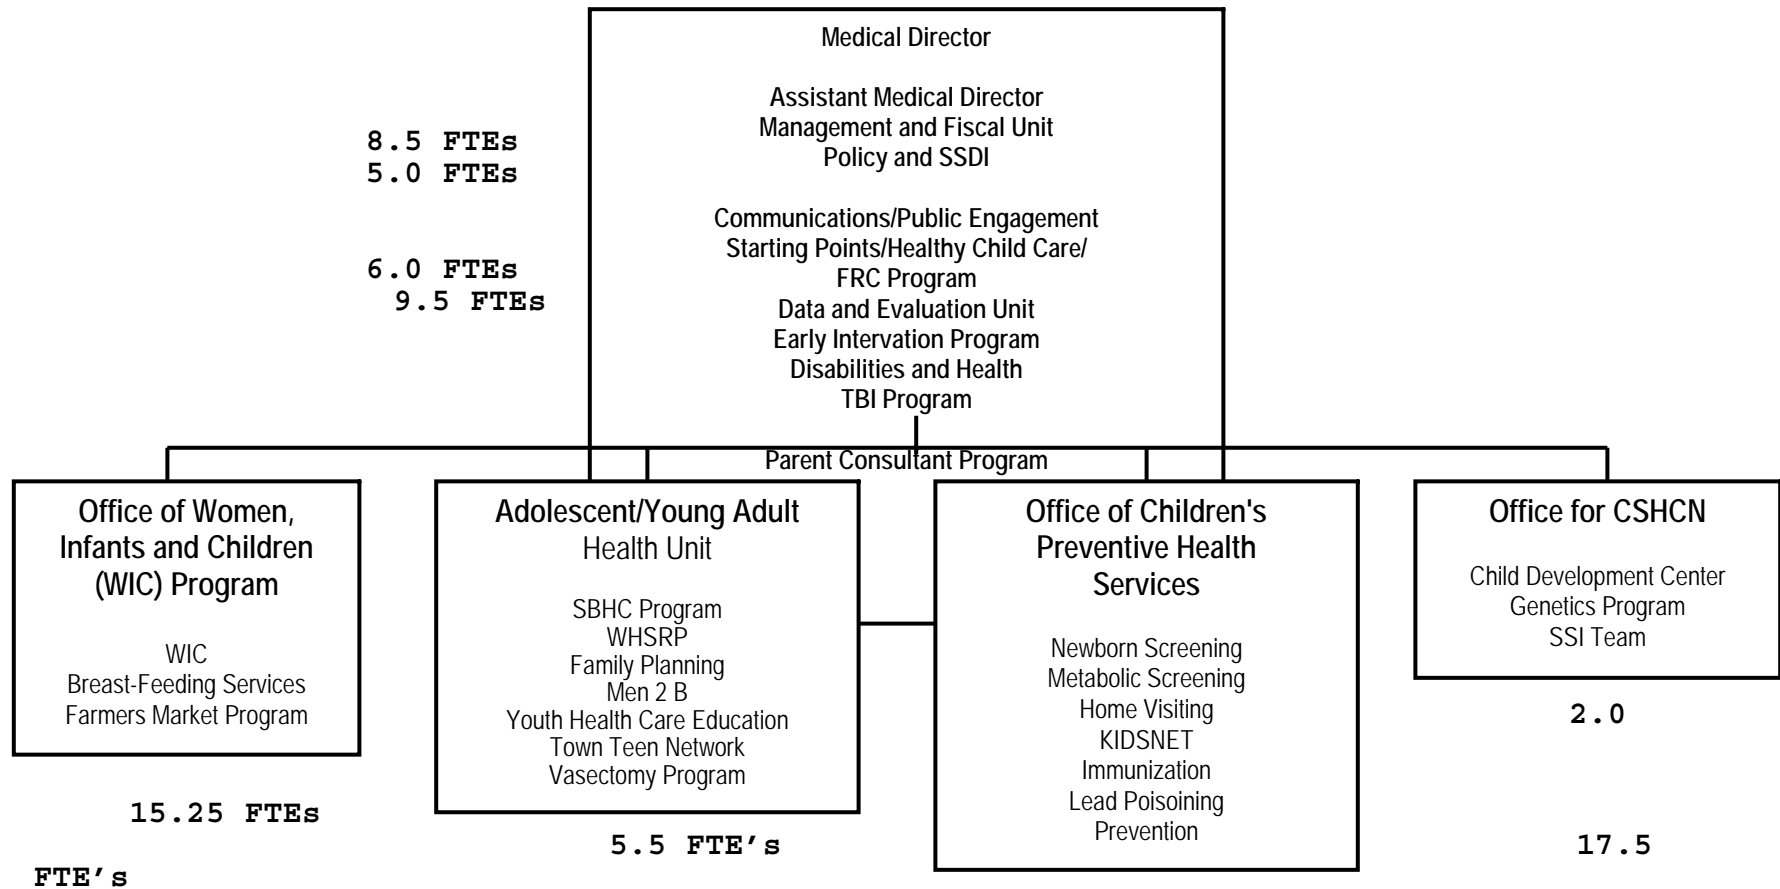 Medical Director
Assistant Medical Director
Management and Fiscal Unit
Policy and SSDI
8.5 FTEs
5.0 FTEs
Communications/Public Engagement
Starting Points/Healthy Child Care/
FRC Program
Data and Evaluation Unit
Early Intervation Program
Disabilities and Health
TBI Program
6.0 FTEs
9.5 FTEs
Parent Consultant Program
Office of Women,
Infants and Children
(WIC) Program
WIC
Breast-Feeding Services
Farmers Market Program
Adolescent/Young Adult
Health Unit
SBHC Program
WHSRP
Family Planning
Men 2 B
Youth Health Care Education
Town Teen Network
Vasectomy Program
Office of Children's
Preventive Health
Services
Newborn Screening
Metabolic Screening
Home Visiting
KIDSNET
Immunization
Lead Poisoining
Prevention
Office for CSHCN
Child Development Center
Genetics Program
SSI Team
2.0
15.25 FTEs
5.5 FTE’s
17.5
FTE’s